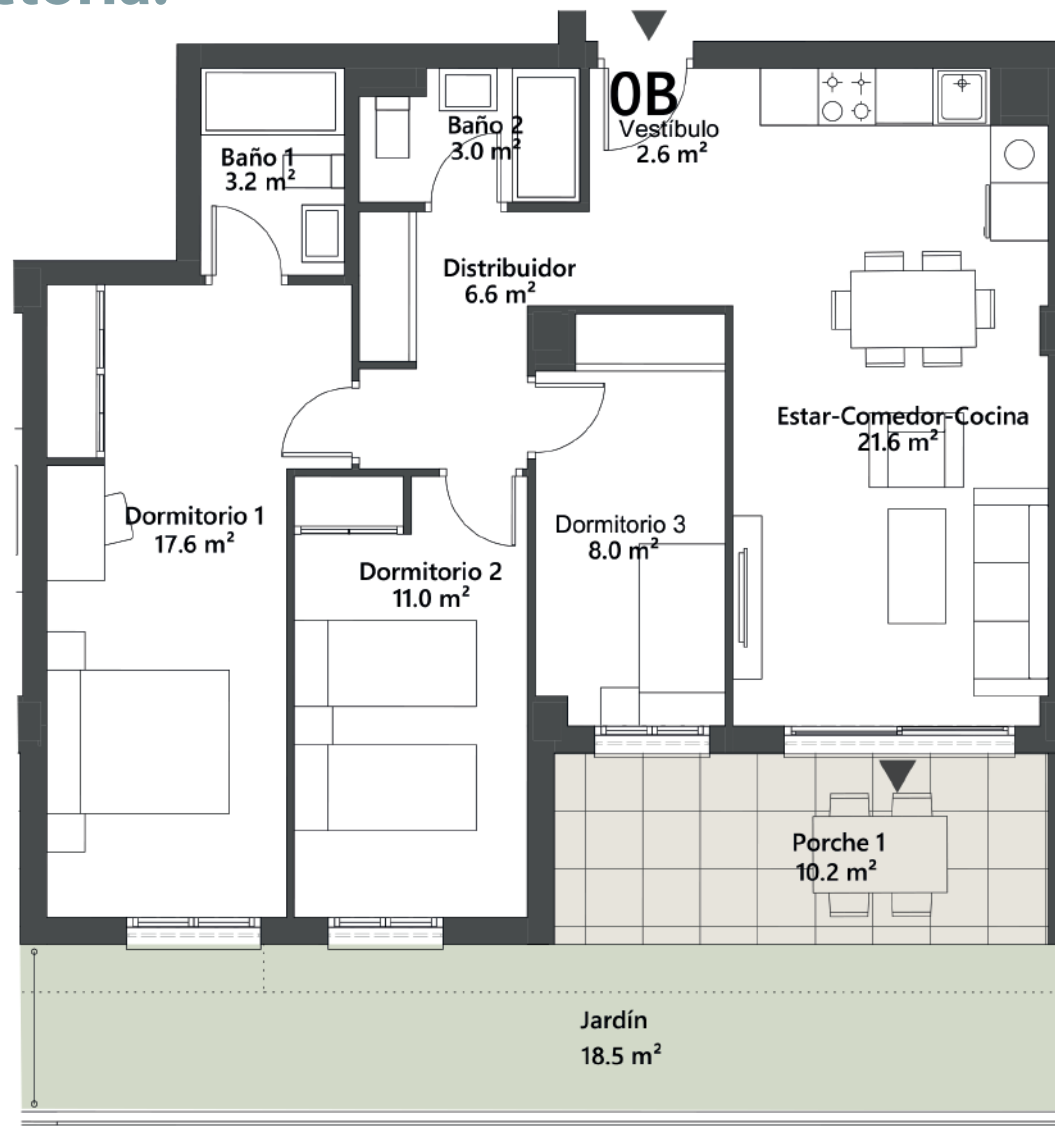 0B
Vestíbulo
2.6 m²
Baño 2
3.0 m²
Baño 1
3.2 m²
Distribuidor
6.6 m²
Estar-Comedor-Cocina
21.6 m²
Dormitorio 1
17.6 m²
Dormitorio 3
8.0 m²
Dormitorio 2
11.0 m²
Porche 1
10.2 m²
Jardín
18.5 m²